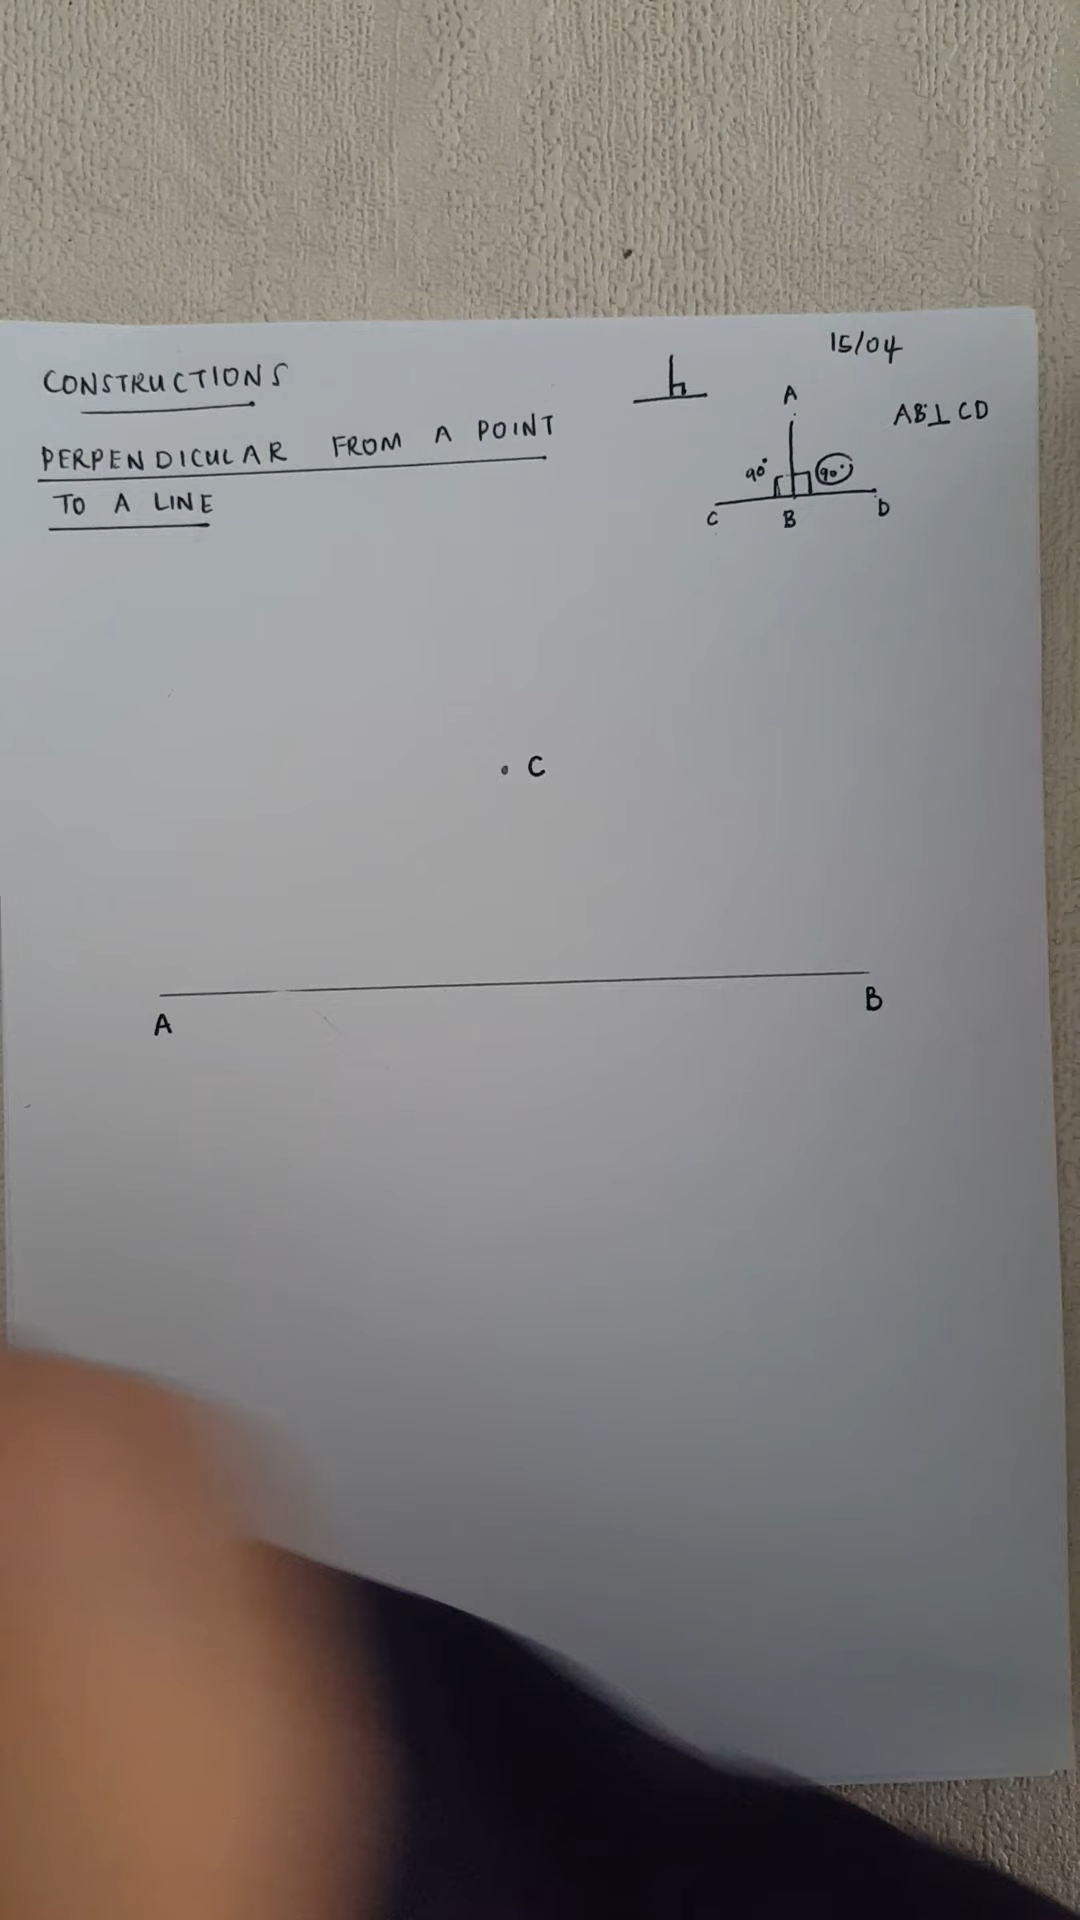 15/04
CONSTRUCTIONS
A
AB⊥CD
PERPENDICULAR FROM A POINT
TO A LINE
90°
90°
C
B
D
C
A
B